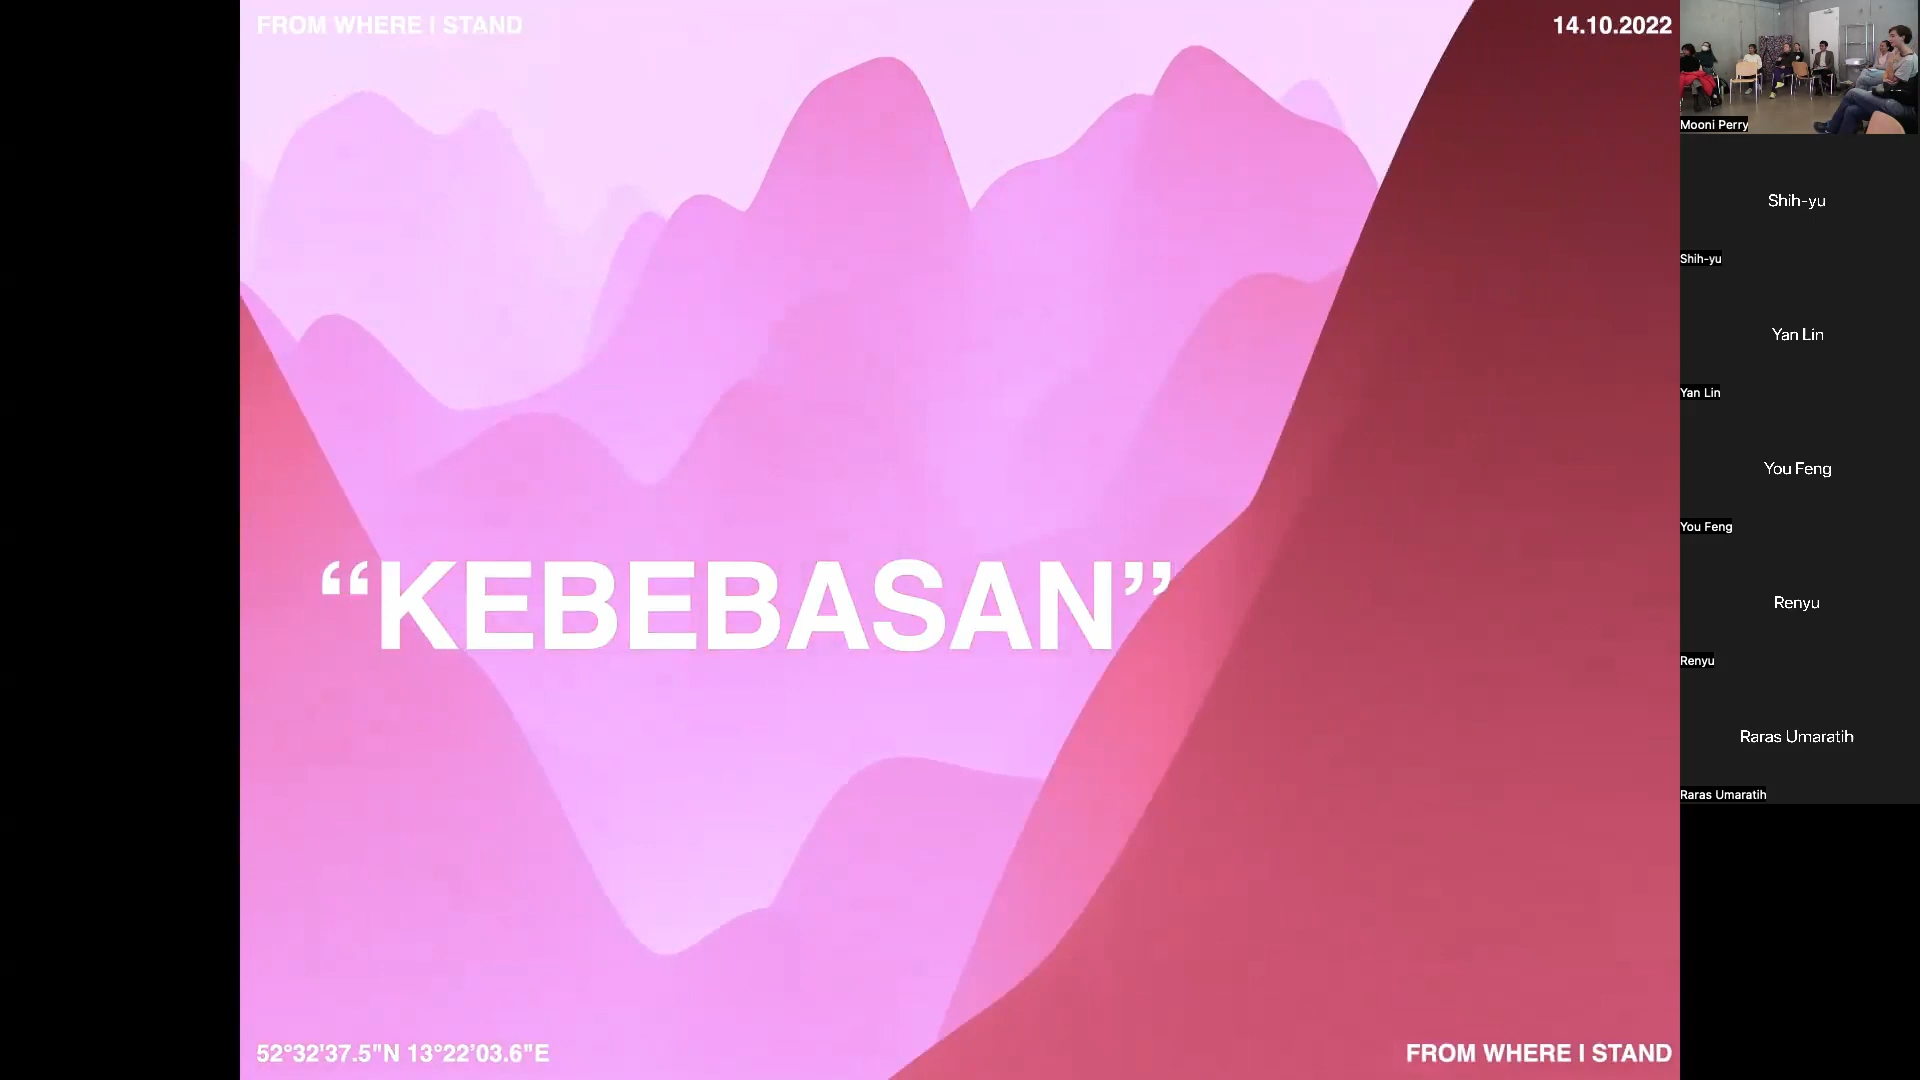 FROM WHERE I STAND
14.10.2022
“KEBEBASAN”
52°32'37.5"N 13°22'03.6"E
FROM WHERE I STAND
Mooni Perry
Shih-yu
Shih-yu
Yan Lin
Yan Lin
You Feng
You Feng
Renyu
Renyu
Raras Umaratih
Raras Umaratih